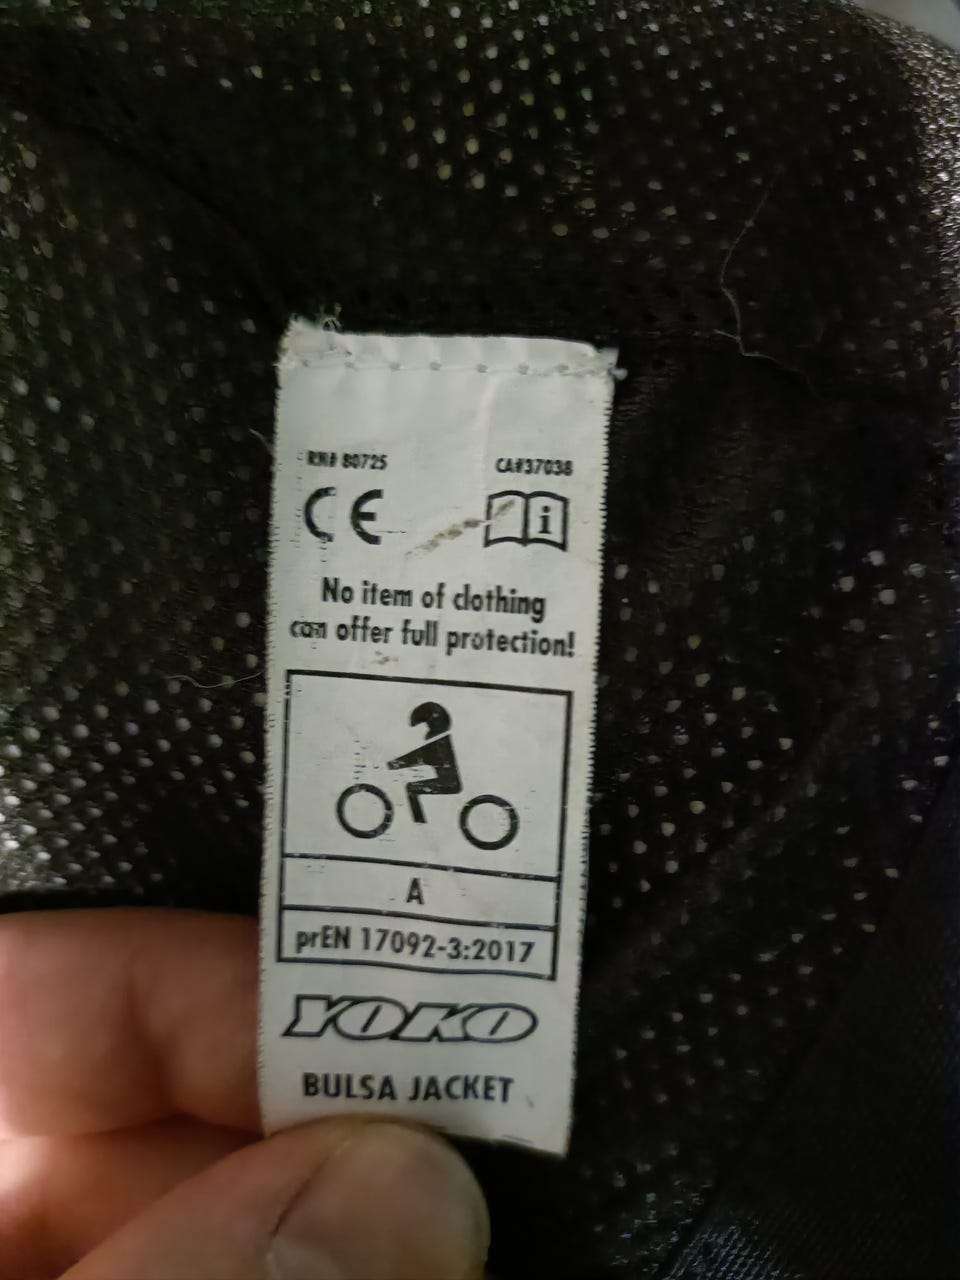 RN# 80725 CA#37038
CE i
No item of clothing
can offer full protection!
A
prEN 17092-3:2017
YOKO
BULSA JACKET